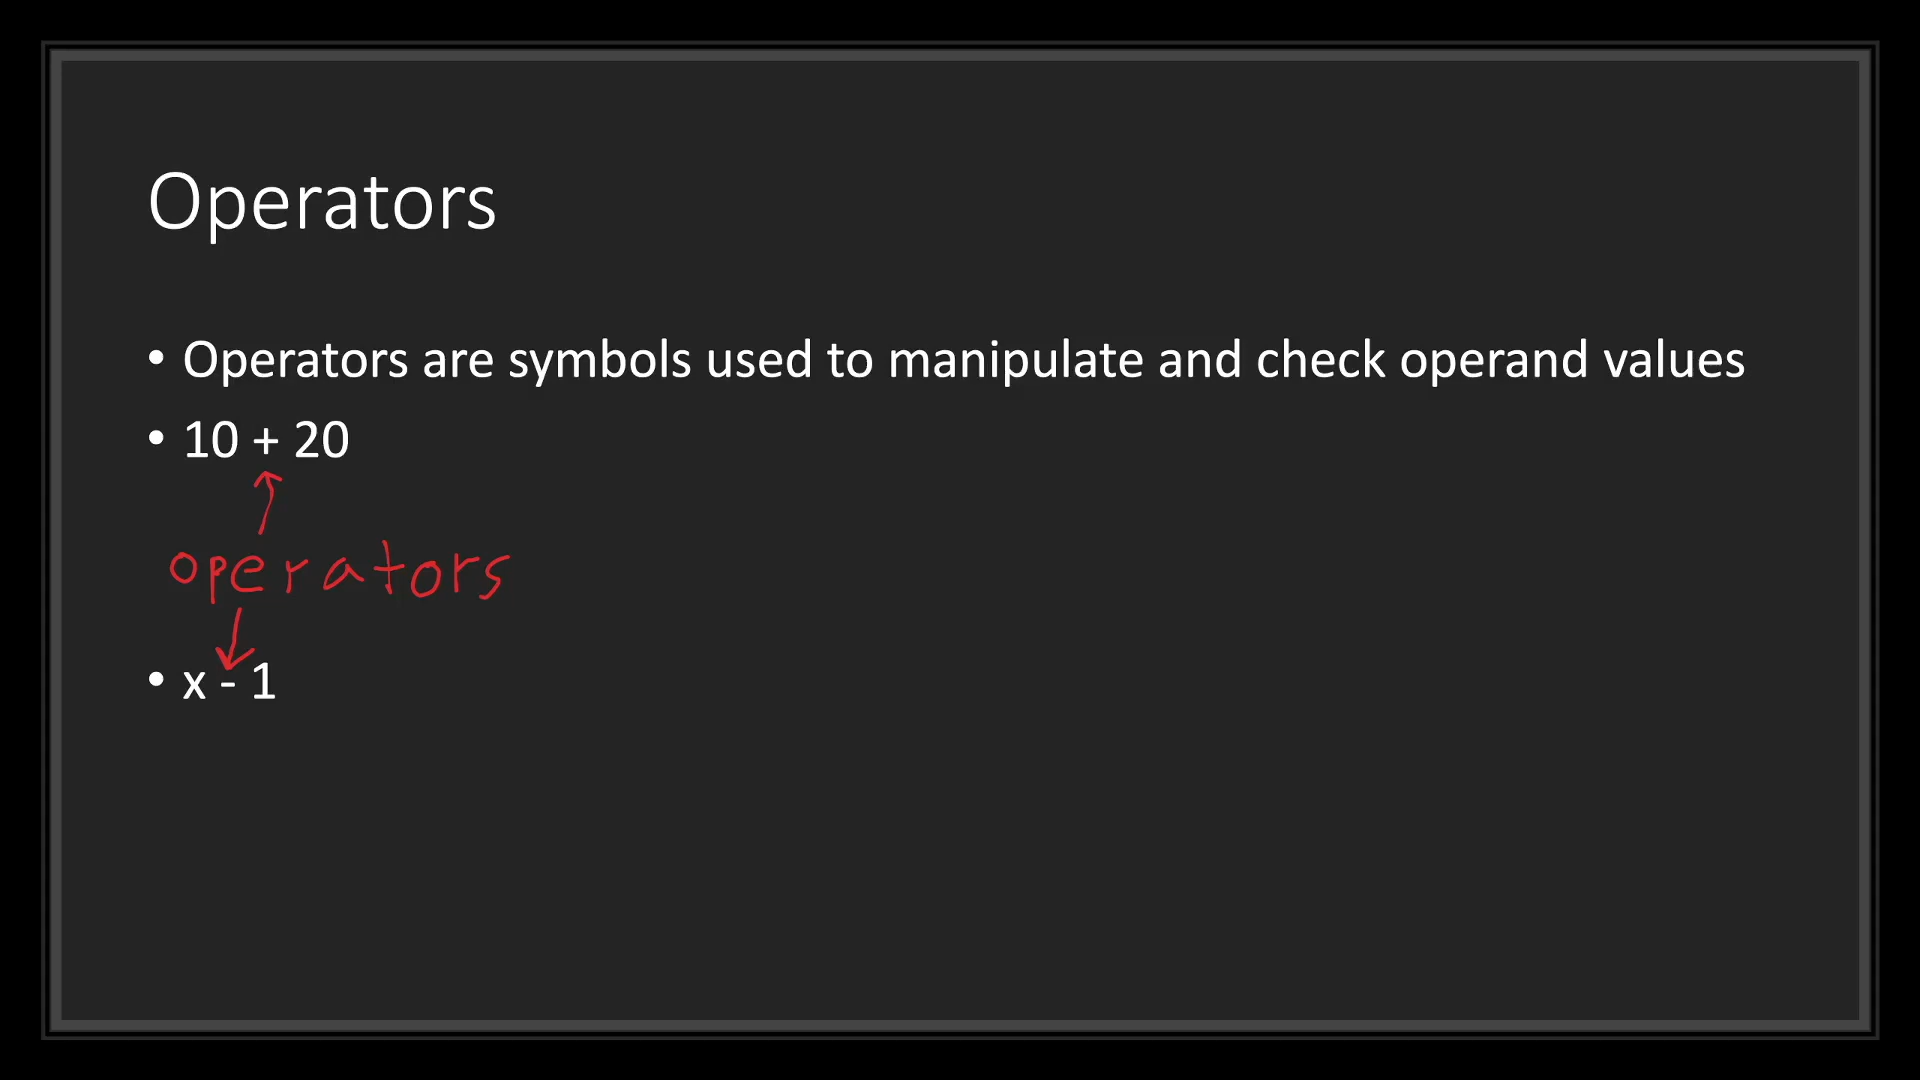 Operators
• Operators are symbols used to manipulate and check operand values
• 10 + 20
operators
• x - 1